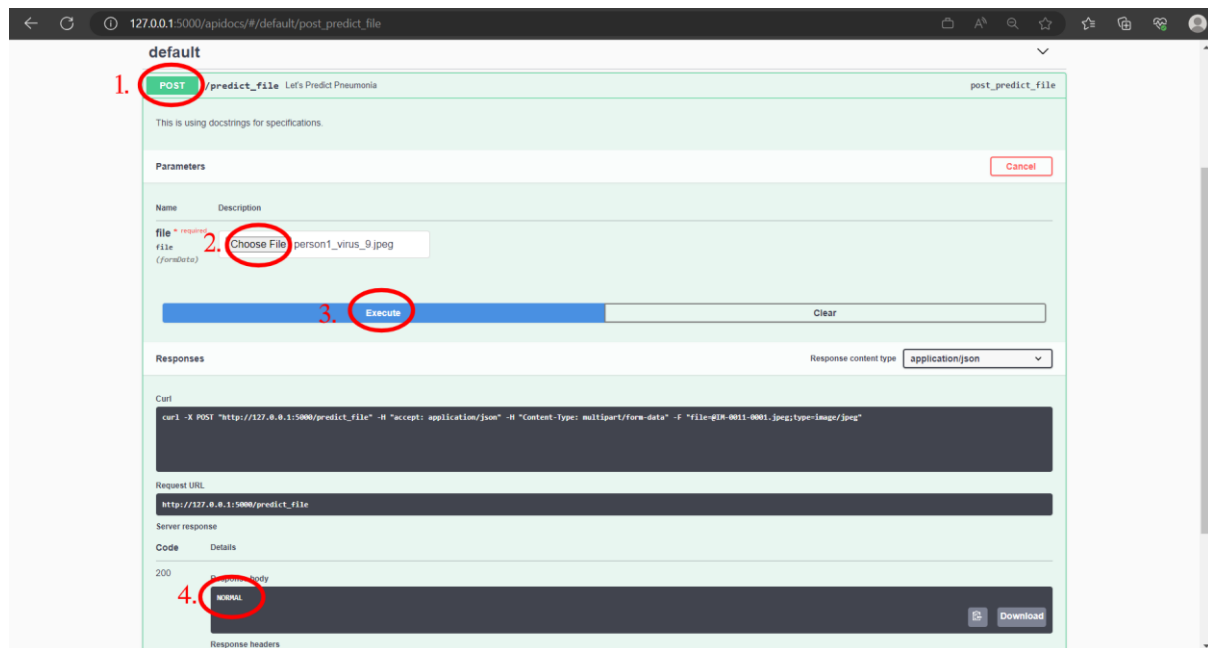 127.0.0.1:5000/apidocs/#/default/post_predict_file
default
1. POST /predict_file Let's Predict Pneumonia post_predict_file
This is using docstrings for specifications.
Parameters Cancel
Name Description
file * required
file
(formData)
2. Choose File person1_virus_9.jpeg
3. Execute Clear
Responses Response content type application/json
Curl
curl -X POST "http://127.0.0.1:5000/predict_file" -H "accept: application/json" -H "Content-Type: multipart/form-data" -F "file=@IM-0011-0001.jpeg;type=image/jpeg"
Request URL
http://127.0.0.1:5000/predict_file
Server response
Code Details
200 Response body
4. NORMAL
Download
Response headers